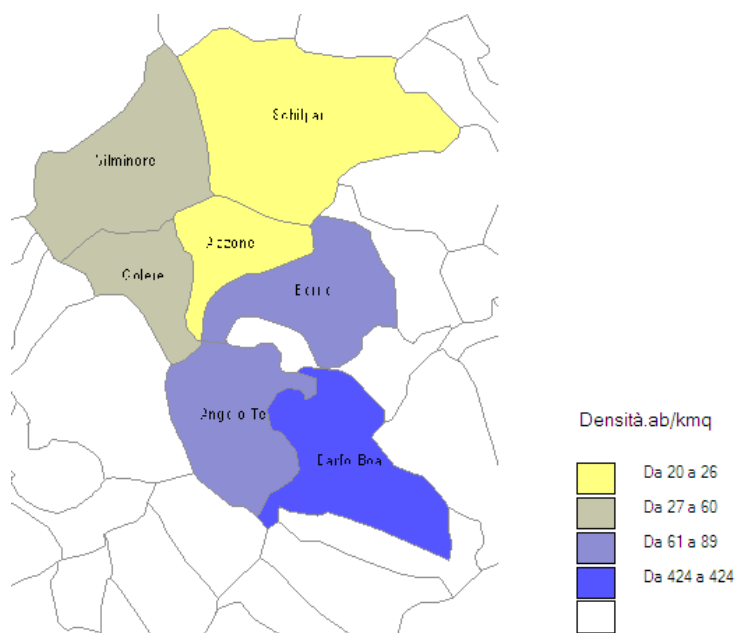 Schilpar
Vilminore
Azzone
Colere
Borno
Angolo Te
Darfo Boa
Densità.ab/kmq
Da 20 a 26
Da 27 a 60
Da 61 a 89
Da 424 a 424